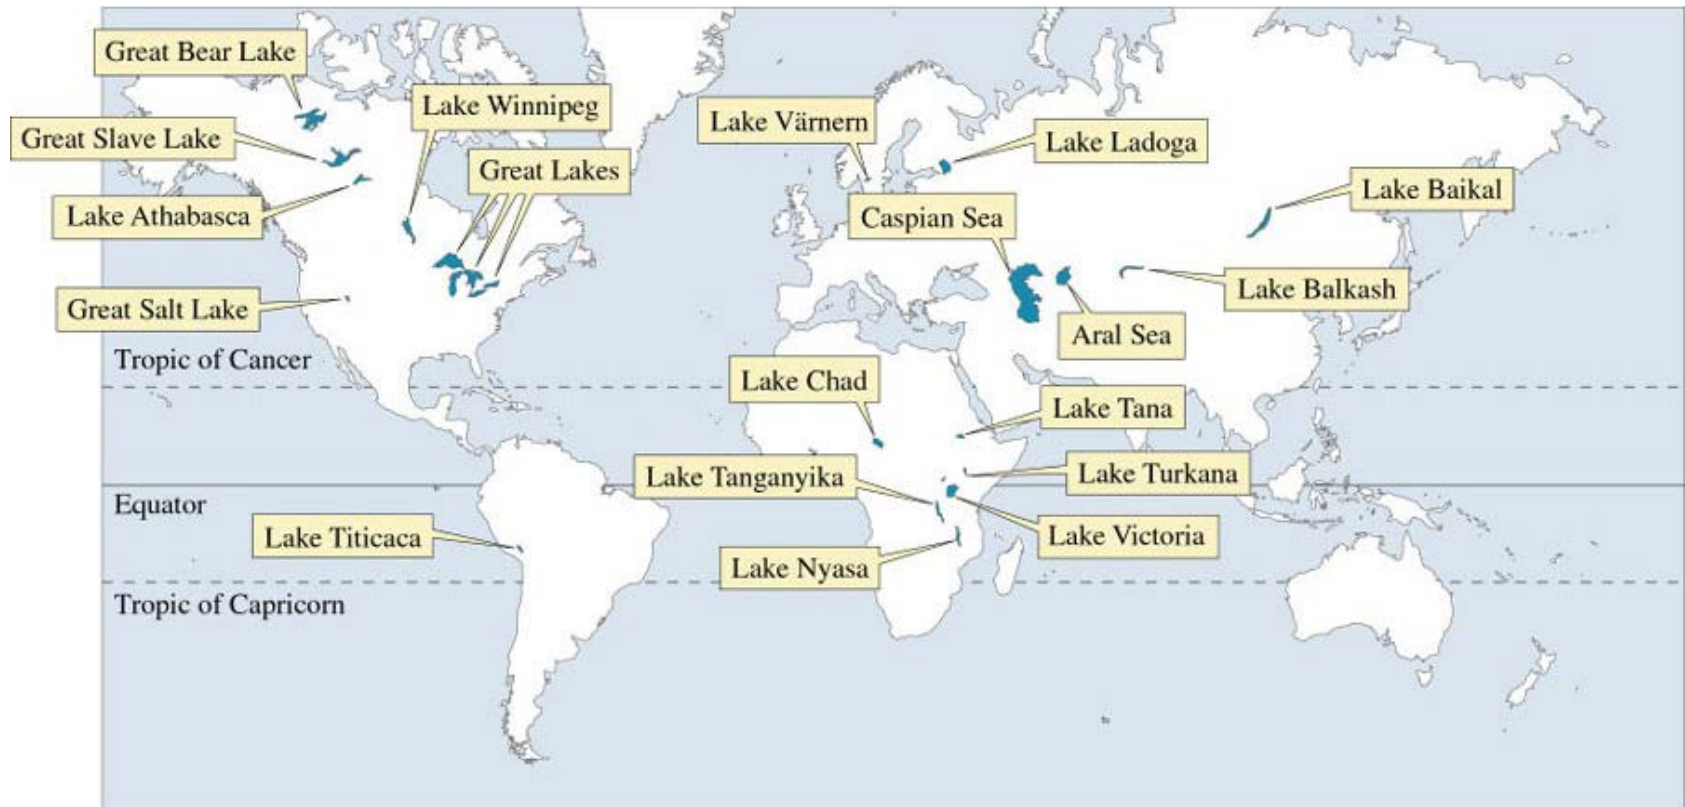 Great Bear Lake
Lake Winnipeg
Great Slave Lake
Great Lakes
Lake Athabasca
Great Salt Lake
Lake Värnern
Lake Ladoga
Lake Baikal
Caspian Sea
Lake Balkash
Aral Sea
Tropic of Cancer
Lake Chad
Lake Tana
Lake Tanganyika
Lake Turkana
Equator
Lake Titicaca
Lake Victoria
Lake Nyasa
Tropic of Capricorn